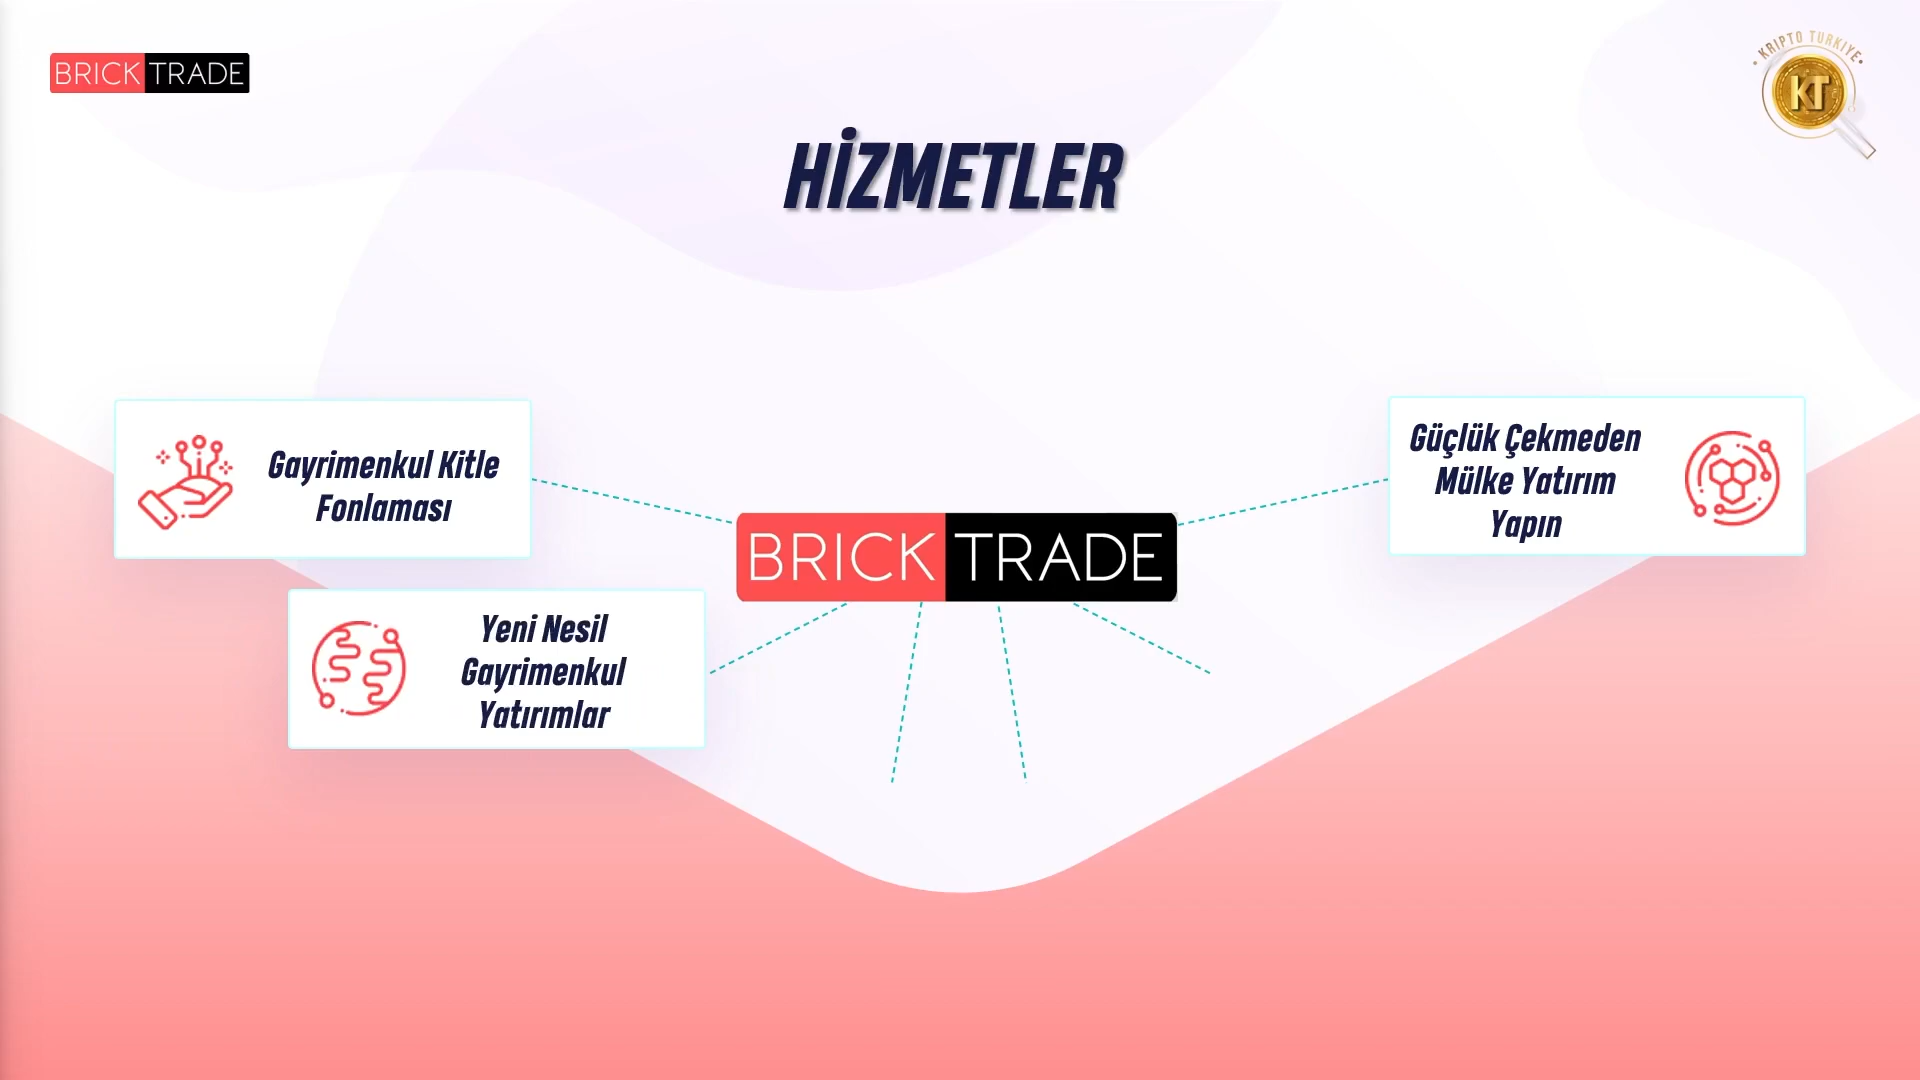 BRICK TRADE
• KRIPTO TURKIYE •
KT
HİZMETLER
Gayrimenkul Kitle
Fonlaması
Güçlük Çekmeden
Mülke Yatırım
Yapın
BRICK TRADE
Yeni Nesil
Gayrimenkul
Yatırımlar